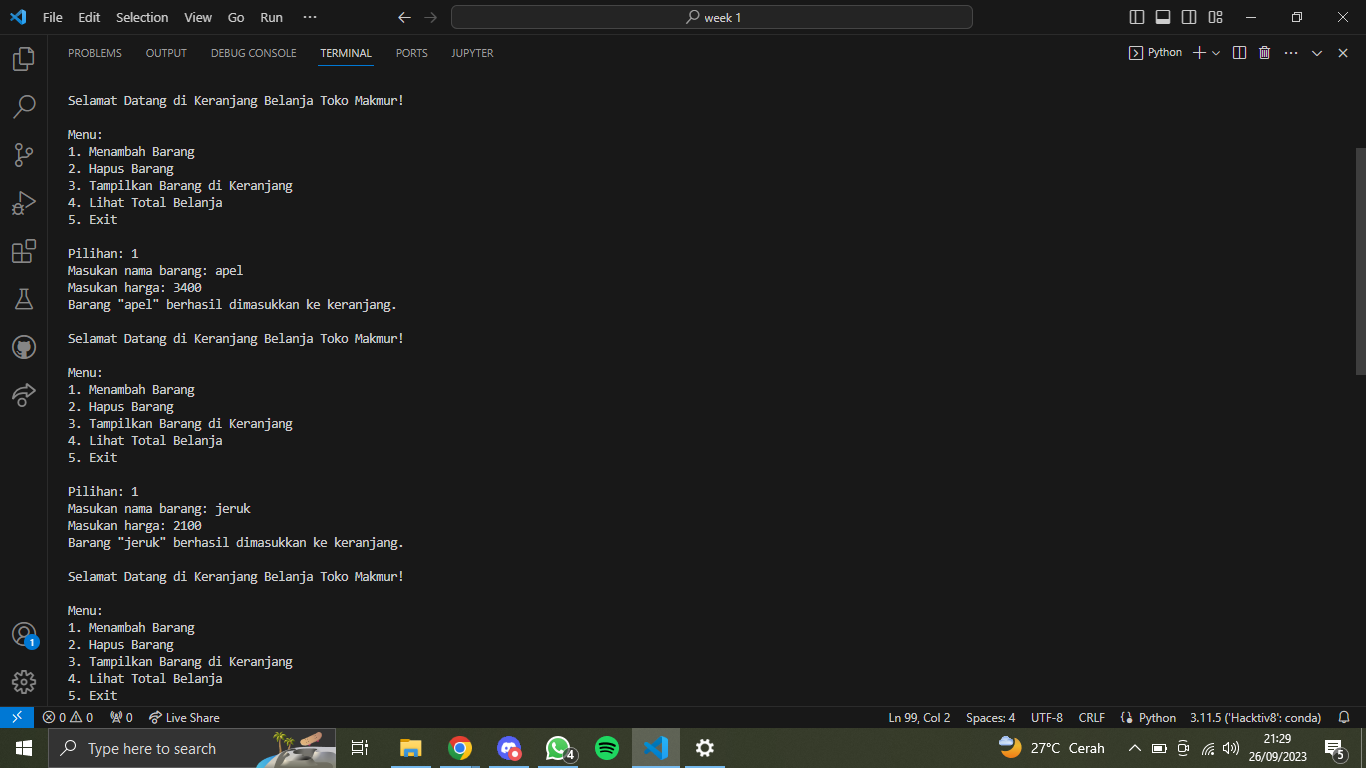 File Edit Selection View Go Run ··· week 1
PROBLEMS OUTPUT DEBUG CONSOLE TERMINAL PORTS JUPYTER Python
Selamat Datang di Keranjang Belanja Toko Makmur!
Menu:
1. Menambah Barang
2. Hapus Barang
3. Tampilkan Barang di Keranjang
4. Lihat Total Belanja
5. Exit
Pilihan: 1
Masukan nama barang: apel
Masukan harga: 3400
Barang "apel" berhasil dimasukkan ke keranjang.
Selamat Datang di Keranjang Belanja Toko Makmur!
Menu:
1. Menambah Barang
2. Hapus Barang
3. Tampilkan Barang di Keranjang
4. Lihat Total Belanja
5. Exit
Pilihan: 1
Masukan nama barang: jeruk
Masukan harga: 2100
Barang "jeruk" berhasil dimasukkan ke keranjang.
Selamat Datang di Keranjang Belanja Toko Makmur!
Menu:
1. Menambah Barang
2. Hapus Barang
3. Tampilkan Barang di Keranjang
4. Lihat Total Belanja
5. Exit
1
0 0 0 Live Share Ln 99, Col 2 Spaces: 4 UTF-8 CRLF Python 3.11.5 ('Hacktiv8': conda)
Type here to search 4 27°C Cerah 21:29
26/09/2023 5